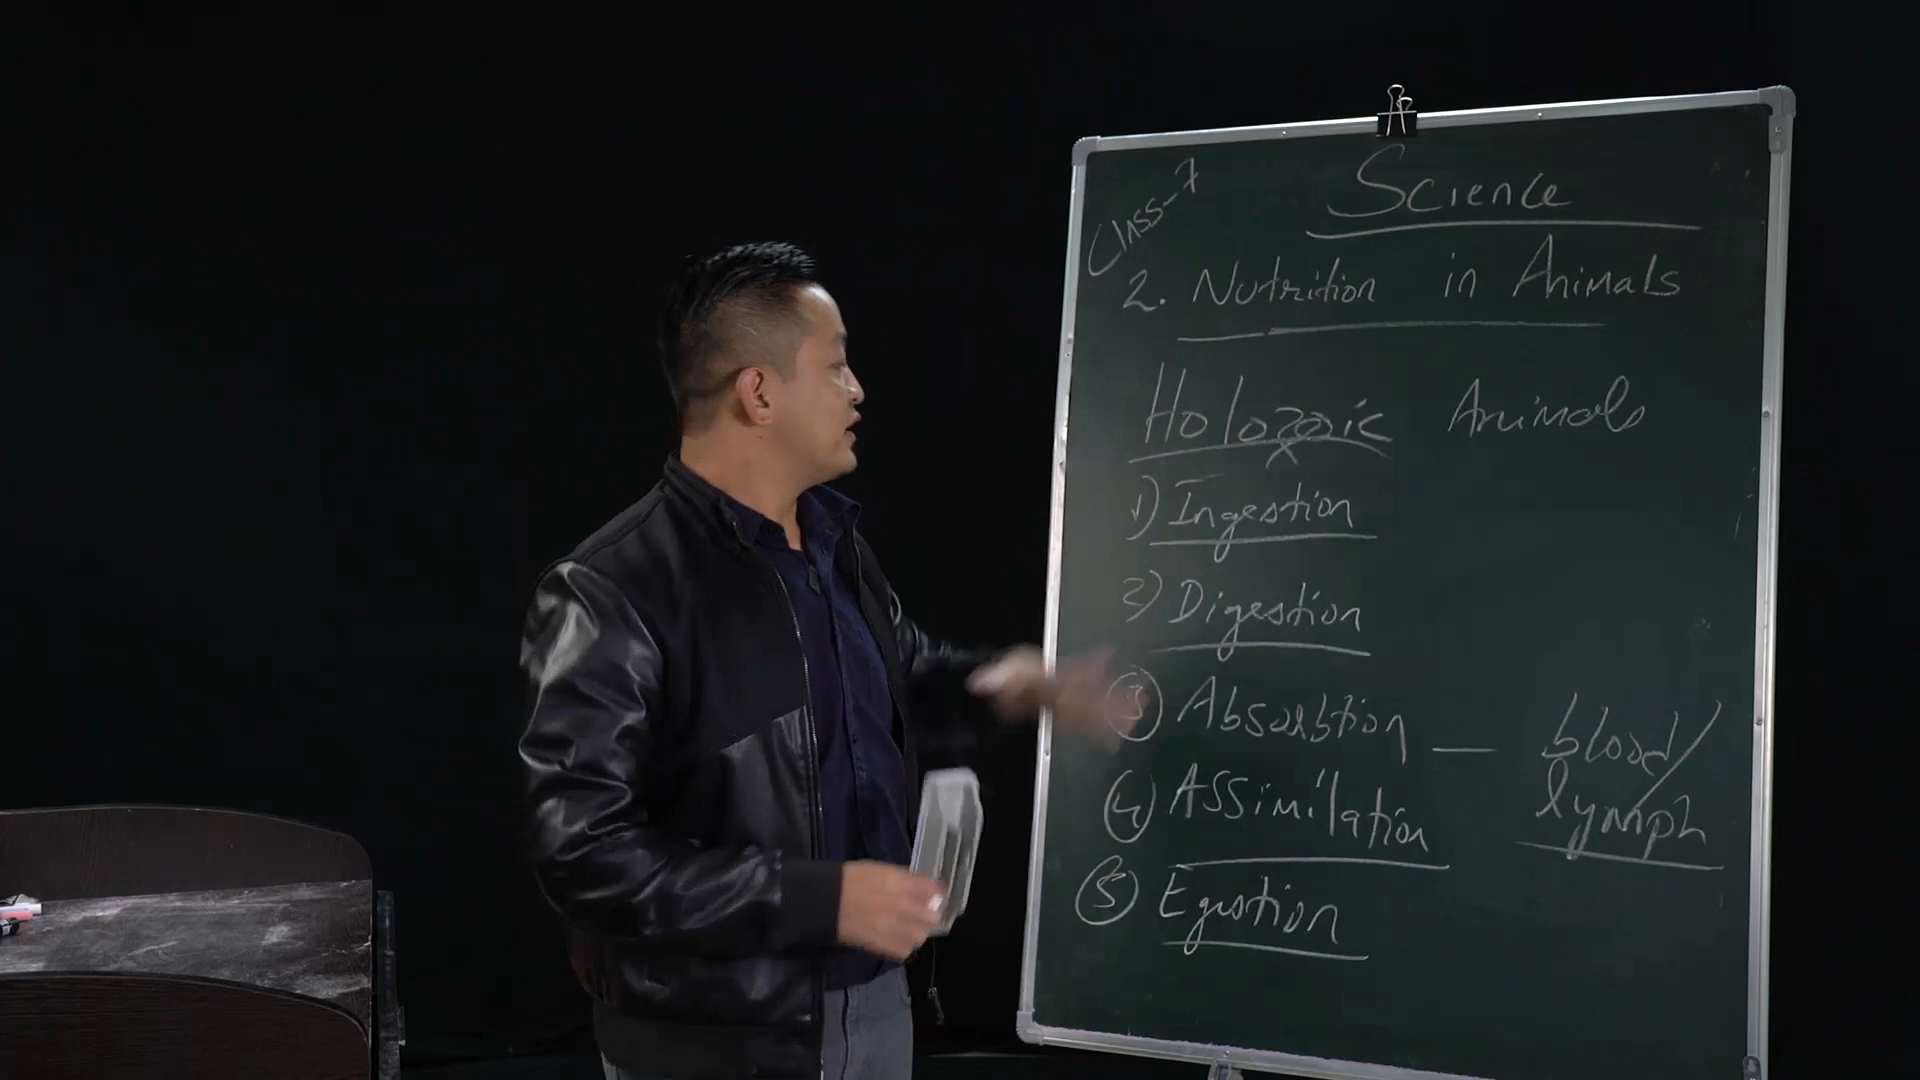 Class-7
Science
2. Nutrition in Animals
Holozoic Animals
1) Ingestion
2) Digestion
3 Absorbtion — blood/
lymph
4 Assimilation
5 Egestion